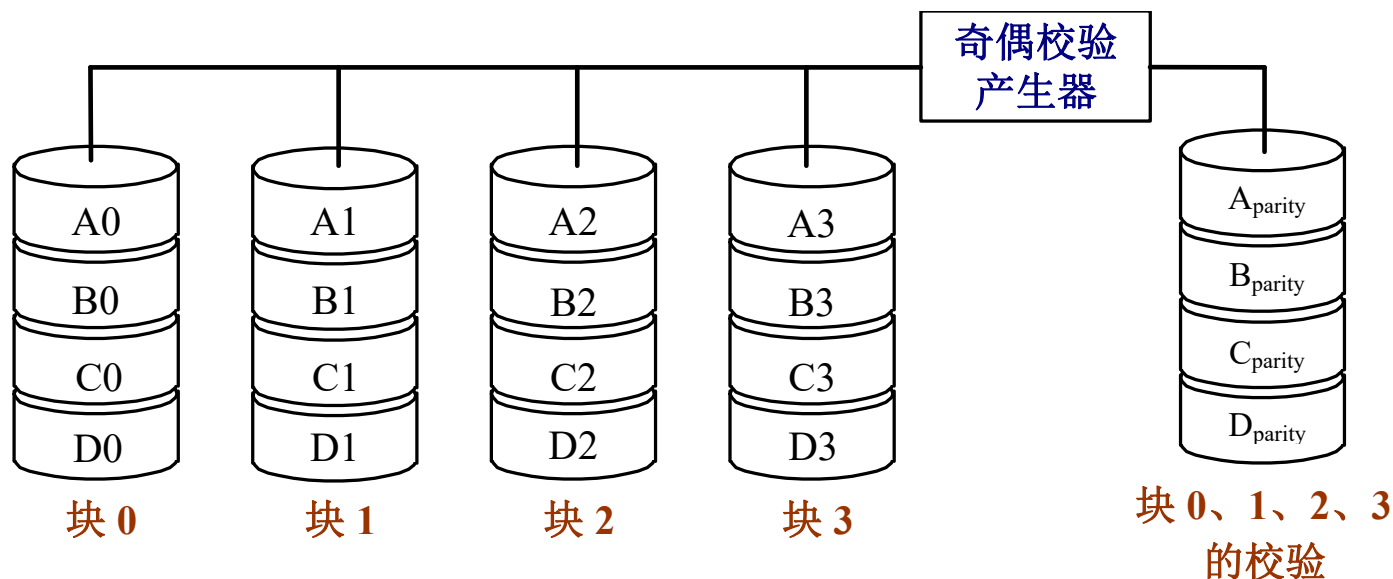 奇偶校验
产生器
A0 A1 A2 A3 Aparity
B0 B1 B2 B3 Bparity
C0 C1 C2 C3 Cparity
D0 D1 D2 D3 Dparity
块 0 块 1 块 2 块 3 块 0、1、2、3
的校验